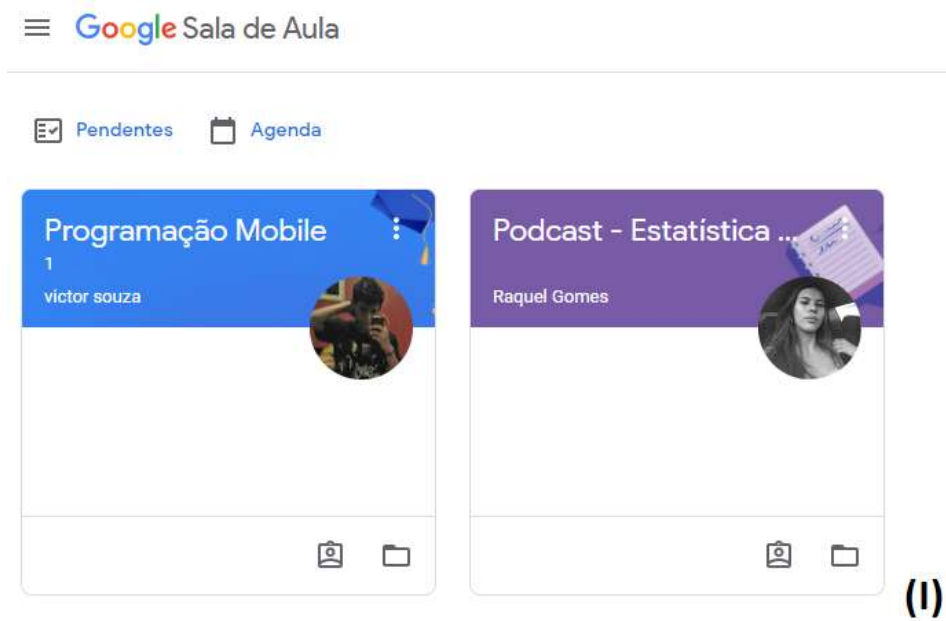 Google Sala de Aula
Pendentes Agenda
Programação Mobile
1
victor souza
Podcast - Estatística ...
Raquel Gomes
(I)